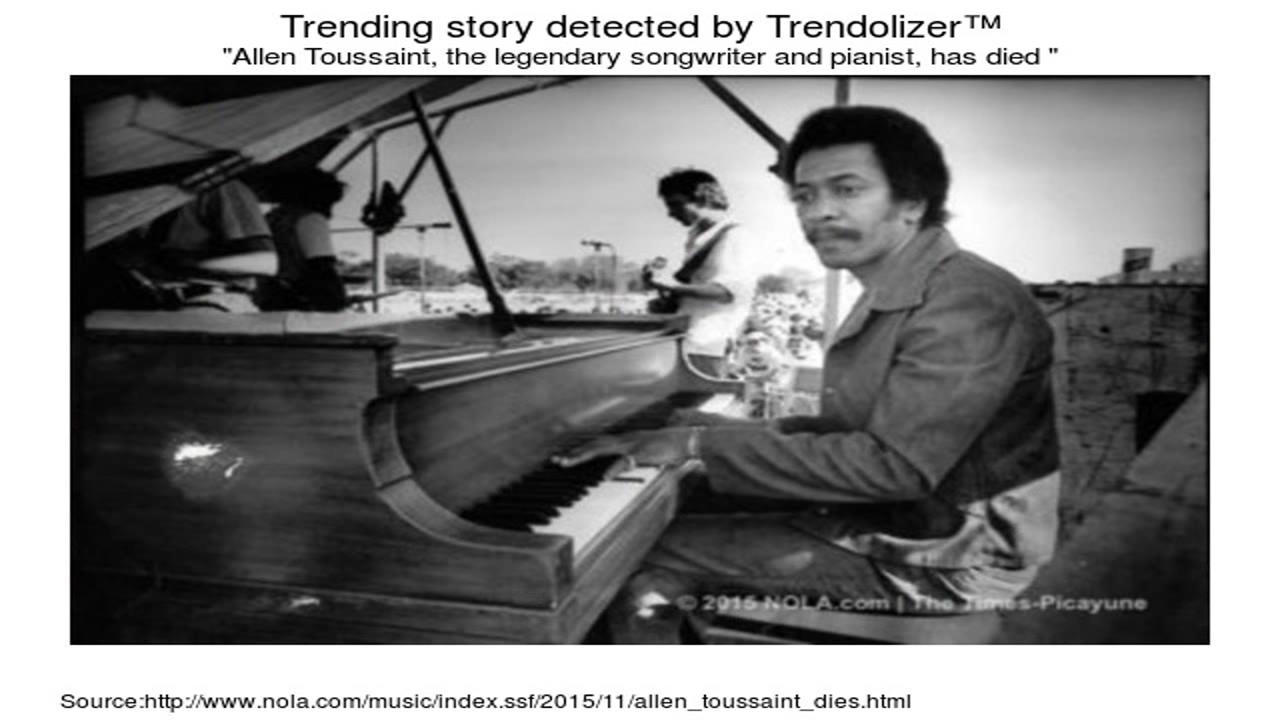 Trending story detected by Trendolizer™
"Allen Toussaint, the legendary songwriter and pianist, has died "
© 2015 NOLA.com | The Times-Picayune
Source:http://www.nola.com/music/index.ssf/2015/11/allen_toussaint_dies.html